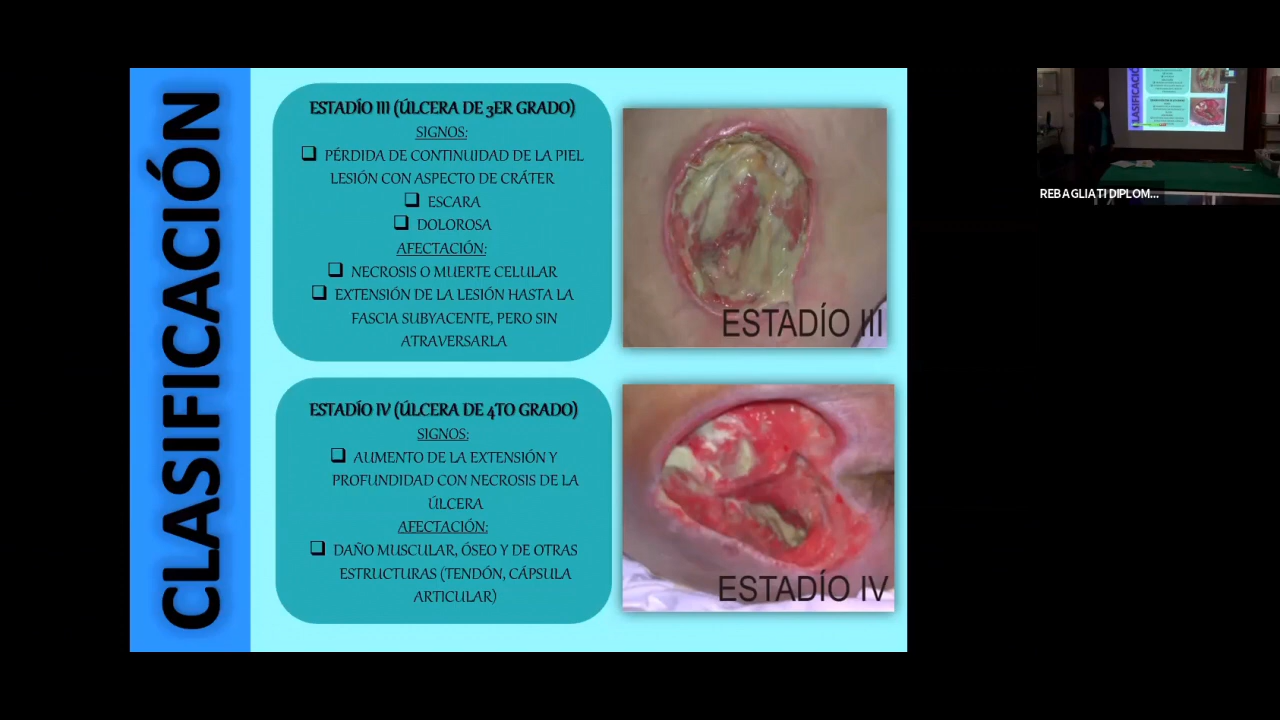 CLASIFICACIÓN
ESTADÍO III (ÚLCERA DE 3ER GRADO)
SIGNOS:
PÉRDIDA DE CONTINUIDAD DE LA PIEL
LESIÓN CON ASPECTO DE CRÁTER
ESCARA
DOLOROSA
AFECTACIÓN:
NECROSIS O MUERTE CELULAR
EXTENSIÓN DE LA LESIÓN HASTA LA
FASCIA SUBYACENTE, PERO SIN
ATRAVESARLA
ESTADÍO III
ESTADÍO IV (ÚLCERA DE 4TO GRADO)
SIGNOS:
AUMENTO DE LA EXTENSIÓN Y
PROFUNDIDAD CON NECROSIS DE LA
ÚLCERA
AFECTACIÓN:
DAÑO MUSCULAR, ÓSEO Y DE OTRAS
ESTRUCTURAS (TENDÓN, CÁPSULA
ARTICULAR)
ESTADÍO IV
REBAGLIATI DIPLOM...